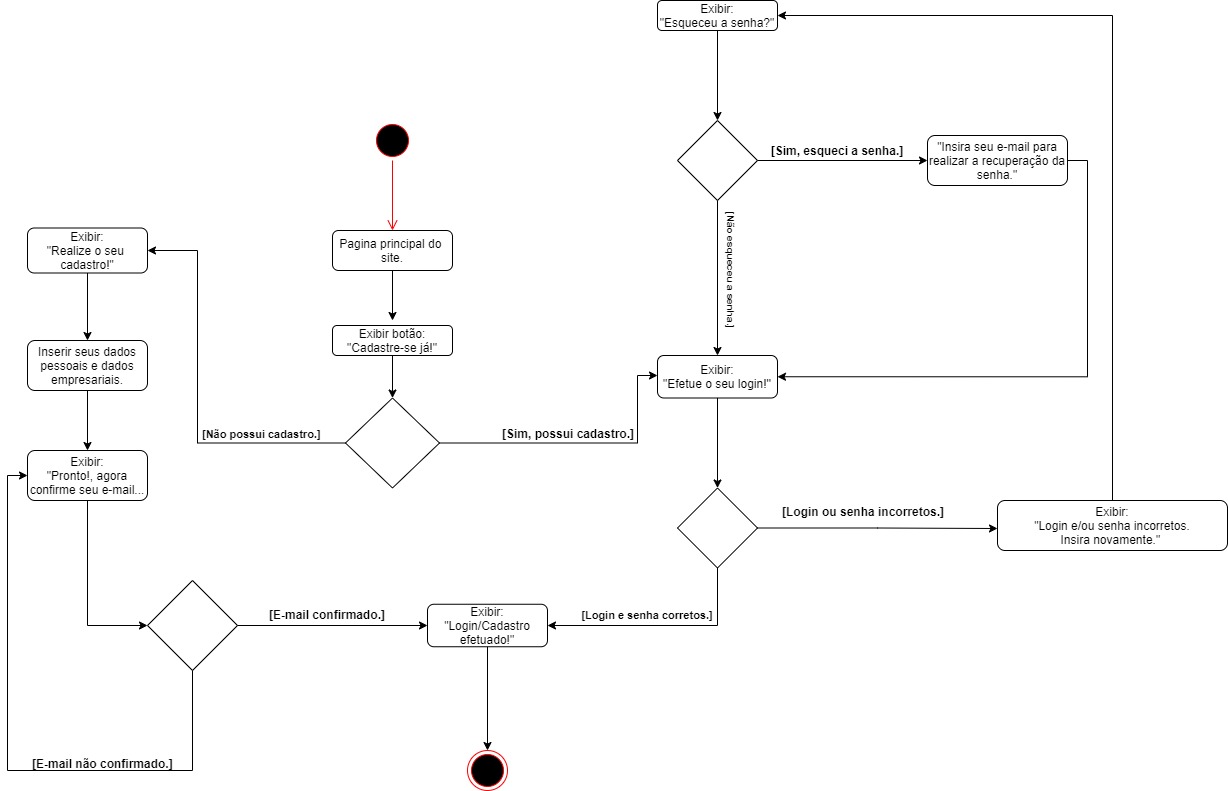 Exibir:
"Esqueceu a senha?"
[Sim, esqueci a senha.]
"Insira seu e-mail para
realizar a recuperação da
senha."
[Não esqueceu a senha.]
Pagina principal do
site.
Exibir:
"Realize o seu
cadastro!"
Exibir botão:
"Cadastre-se já!"
Inserir seus dados
pessoais e dados
empresariais.
Exibir:
"Efetue o seu login!"
[Não possui cadastro.]
[Sim, possui cadastro.]
Exibir:
"Pronto!, agora
confirme seu e-mail...
[Login ou senha incorretos.]
Exibir:
"Login e/ou senha incorretos.
Insira novamente."
[E-mail confirmado.]
Exibir:
"Login/Cadastro
efetuado!"
[Login e senha corretos.]
[E-mail não confirmado.]